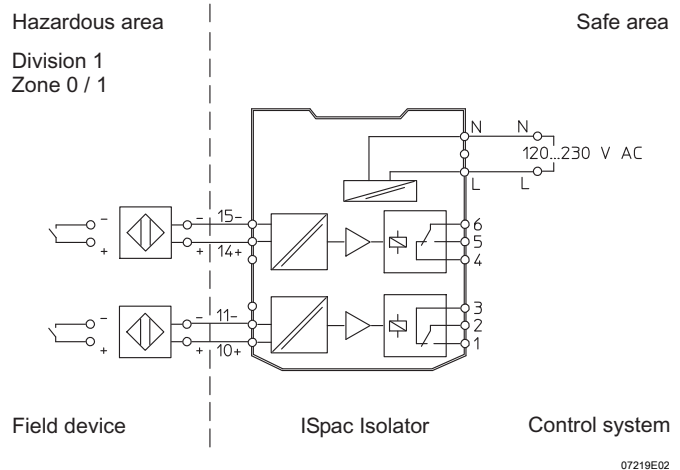 Hazardous area
Safe area
Division 1
Zone 0 / 1
N N
120...230 V AC
L L
- - 15-
+ + 14+
6
5
4
- - 11-
+ + 10+
3
2
1
Field device
ISpac Isolator
Control system
07219E02